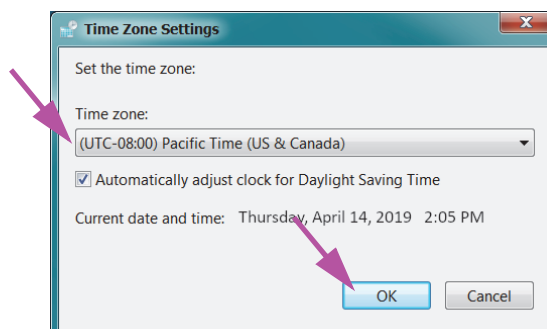 Time Zone Settings
Set the time zone:
Time zone:
(UTC-08:00) Pacific Time (US & Canada)
Automatically adjust clock for Daylight Saving Time
Current date and time: Thursday, April 14, 2019 2:05 PM
OK Cancel